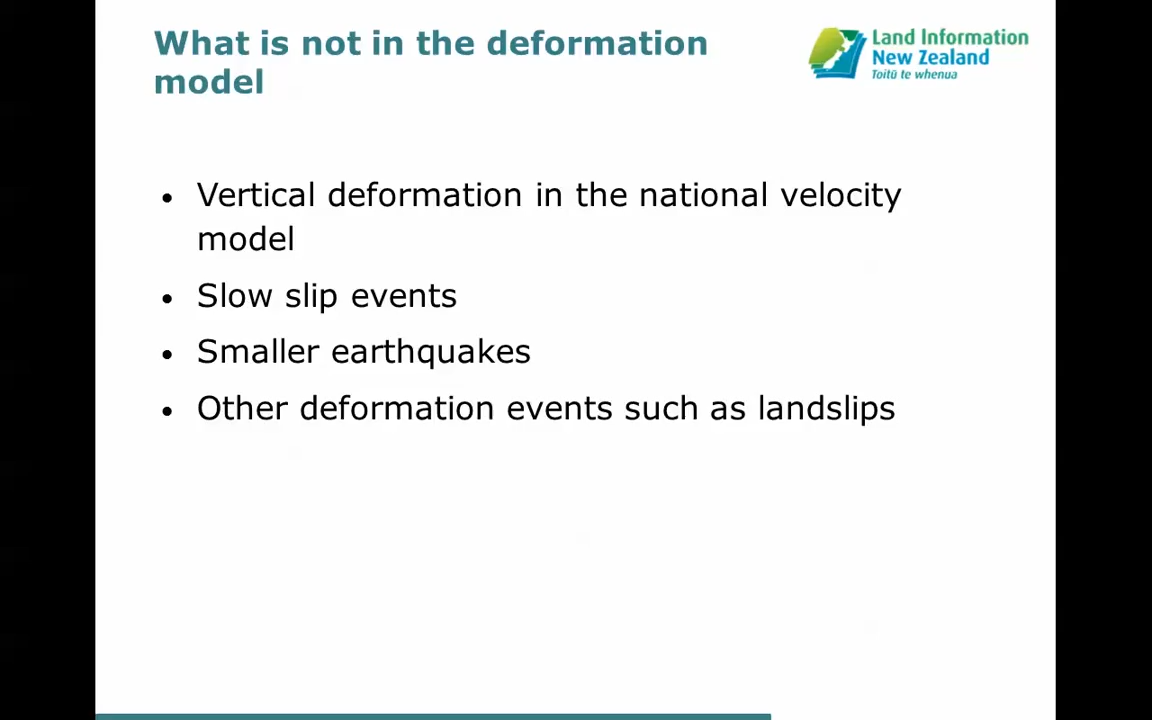 What is not in the deformation
model
Land Information
New Zealand
Toitū te whenua
• Vertical deformation in the national velocity
model
• Slow slip events
• Smaller earthquakes
• Other deformation events such as landslips